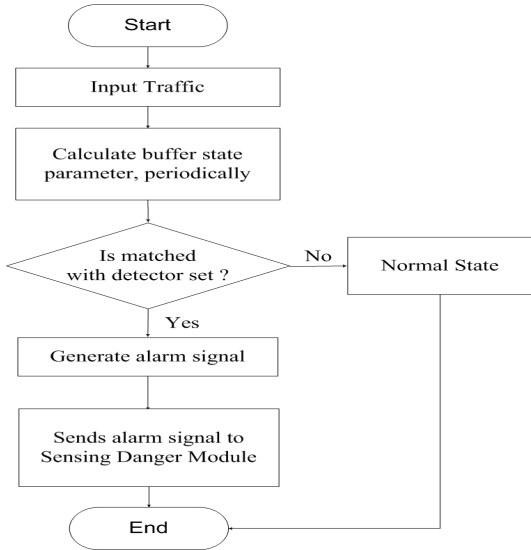 Start
Input Traffic
Calculate buffer state
parameter, periodically
Is matched
with detector set ?
No
Normal State
Yes
Generate alarm signal
Sends alarm signal to
Sensing Danger Module
End